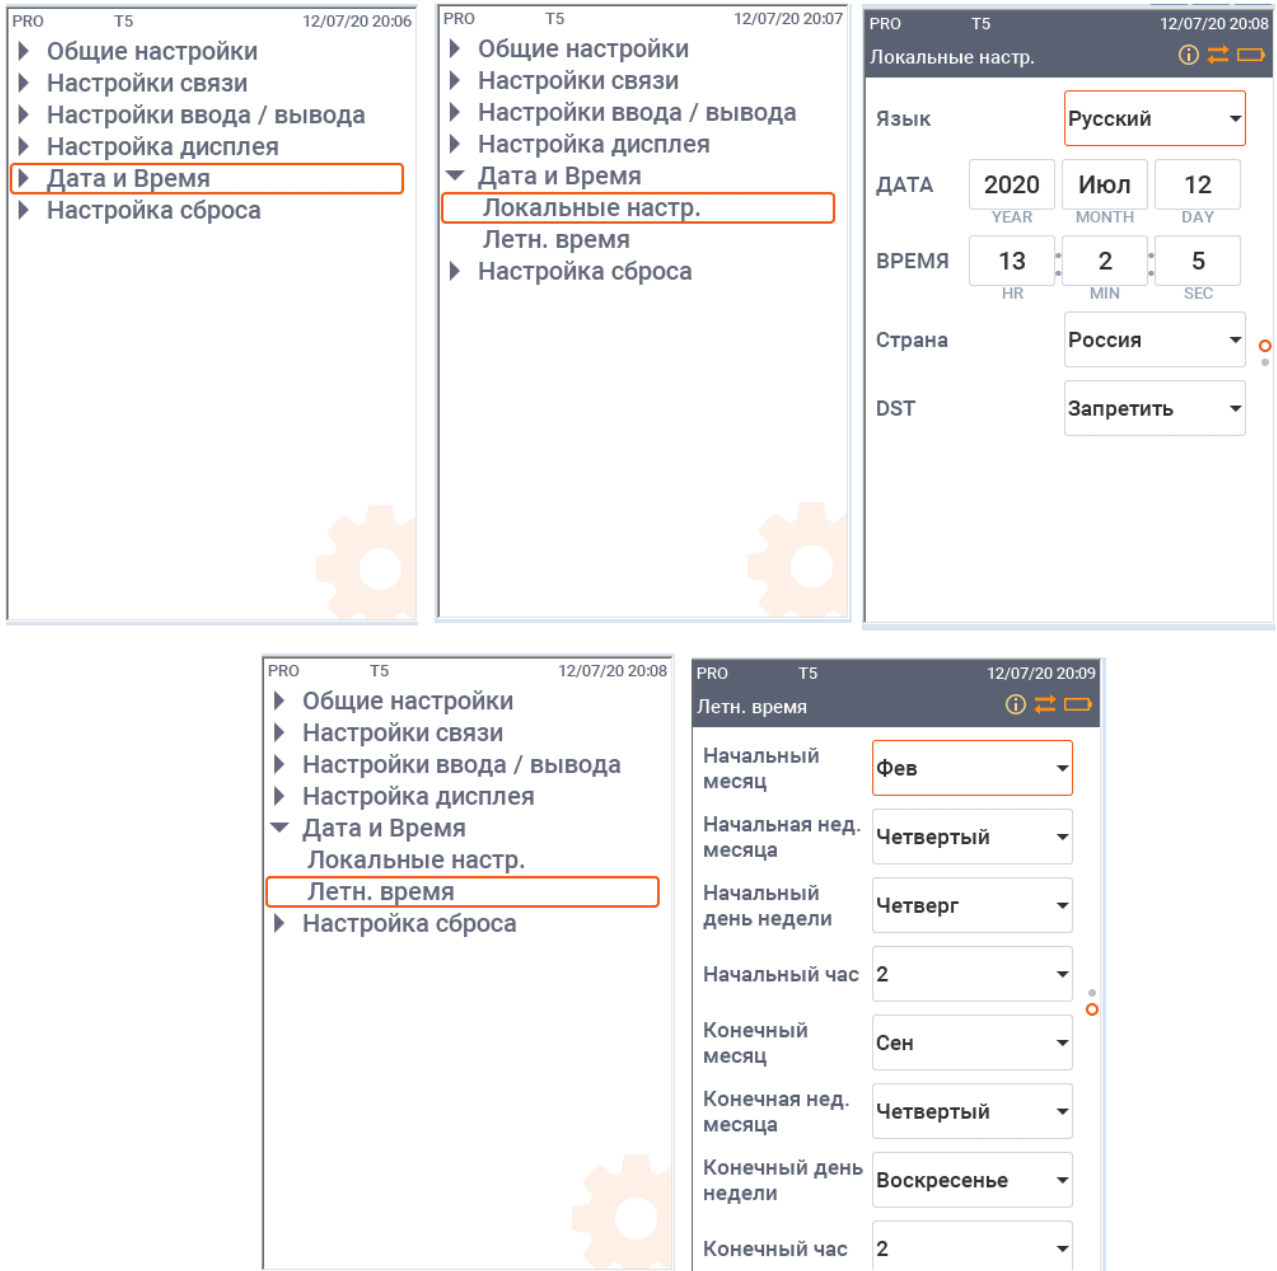 PRO T5 12/07/20 20:06
Общие настройки
Настройки связи
Настройки ввода / вывода
Настройка дисплея
Дата и Время
Настройка сброса
PRO T5 12/07/20 20:07
Общие настройки
Настройки связи
Настройки ввода / вывода
Настройка дисплея
Дата и Время
Локальные настр.
Летн. время
Настройка сброса
PRO T5 12/07/20 20:08
Локальные настр.
Язык Русский
ДАТА 2020 Июл 12
YEAR MONTH DAY
ВРЕМЯ 13 : 2 : 5
HR MIN SEC
Страна Россия
DST Запретить
PRO T5 12/07/20 20:08
Общие настройки
Настройки связи
Настройки ввода / вывода
Настройка дисплея
Дата и Время
Локальные настр.
Летн. время
Настройка сброса
PRO T5 12/07/20 20:09
Летн. время
Начальный
месяц
Фев
Начальная нед.
месяца
Четвертый
Начальный
день недели
Четверг
Начальный час 2
Конечный
месяц
Сен
Конечная нед.
месяца
Четвертый
Конечный день
недели
Воскресенье
Конечный час 2